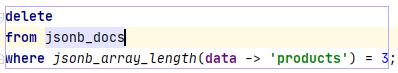 delete
from jsonb_docs
where jsonb_array_length(data -> 'products') = 3;